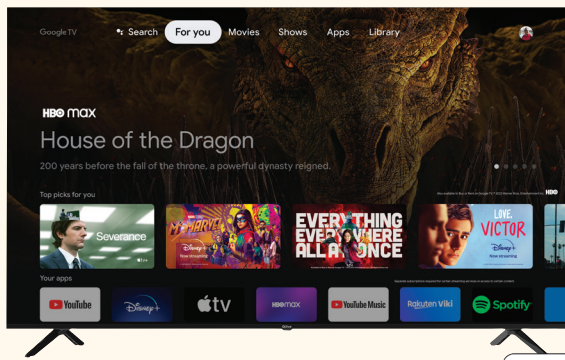 Google TV
Search
For you
Movies
Shows
Apps
Library
HBO max
House of the Dragon
200 years before the fall of the throne, a powerful dynasty reigned.
Top picks for you
HBO
Severance
tv+
MS. MARVEL
Disney+
Now streaming
EVERYTHING
EVERYWHERE
ALL AT ONCE
LOVE,
VICTOR
Disney+
Now streaming
Your apps
YouTube
Disney+
tv
HBOmax
YouTube Music
Rakuten Viki
Spotify